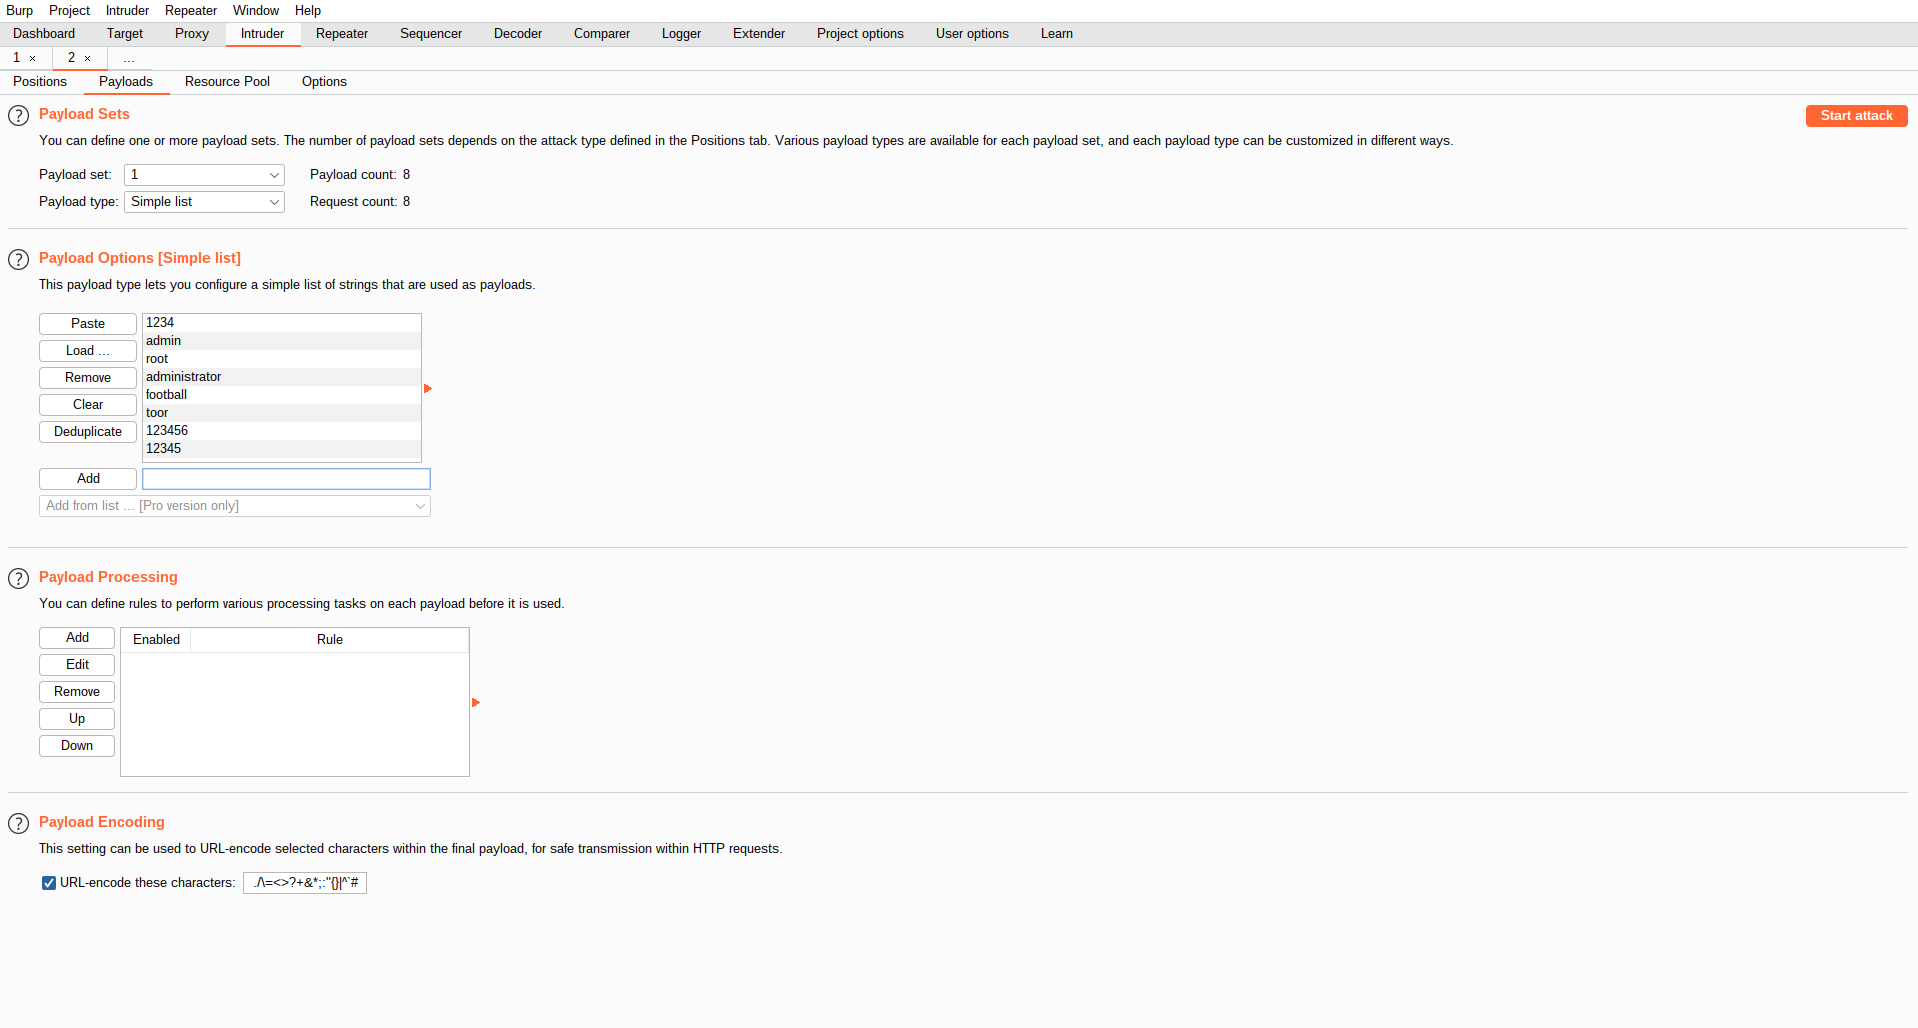 Burp Project Intruder Repeater Window Help
Dashboard Target Proxy Intruder Repeater Sequencer Decoder Comparer Logger Extender Project options User options Learn
1 × 2 × ...
Positions Payloads Resource Pool Options
? Payload Sets Start attack
You can define one or more payload sets. The number of payload sets depends on the attack type defined in the Positions tab. Various payload types are available for each payload set, and each payload type can be customized in different ways.
Payload set: 1 Payload count: 8
Payload type: Simple list Request count: 8
? Payload Options [Simple list]
This payload type lets you configure a simple list of strings that are used as payloads.
Paste 1234
admin
Load ... root
Remove administrator
football
Clear toor
Deduplicate 123456
12345
Add
Add from list ... [Pro version only]
? Payload Processing
You can define rules to perform various processing tasks on each payload before it is used.
Add Enabled Rule
Edit
Remove
Up
Down
? Payload Encoding
This setting can be used to URL-encode selected characters within the final payload, for safe transmission within HTTP requests.
URL-encode these characters: ./\=<>?+&*;:"{}|^`#